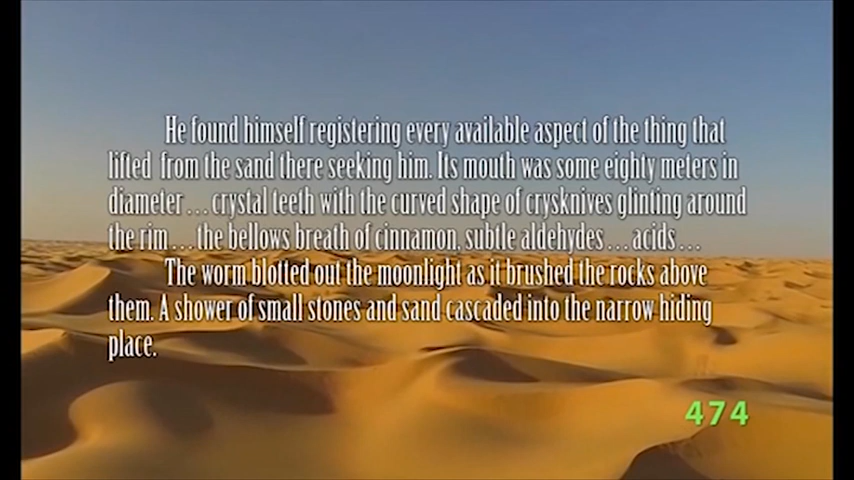 He found himself registering every available aspect of the thing that
lifted from the sand there seeking him. Its mouth was some eighty meters in
diameter . . . crystal teeth with the curved shape of crysknives glinting around
the rim . . . the bellows breath of cinnamon, subtle aldehydes . . . acids . . .
The worm blotted out the moonlight as it brushed the rocks above
them. A shower of small stones and sand cascaded into the narrow hiding
place.
474